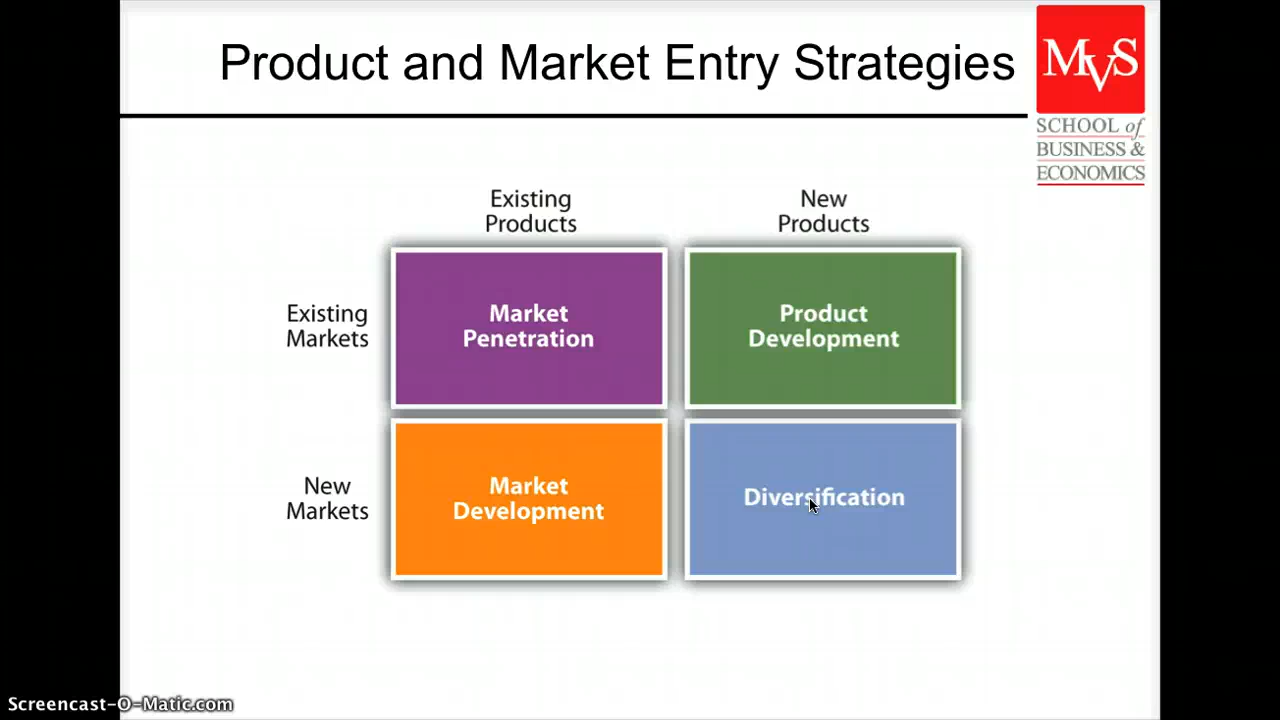 Product and Market Entry Strategies
MVS
SCHOOL of
BUSINESS &
ECONOMICS
Existing
Products
New
Products
Existing
Markets
Market
Penetration
Product
Development
New
Markets
Market
Development
Diversification
Screencast-O-Matic.com